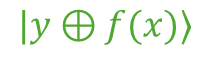 |y ⊕ f(x)⟩